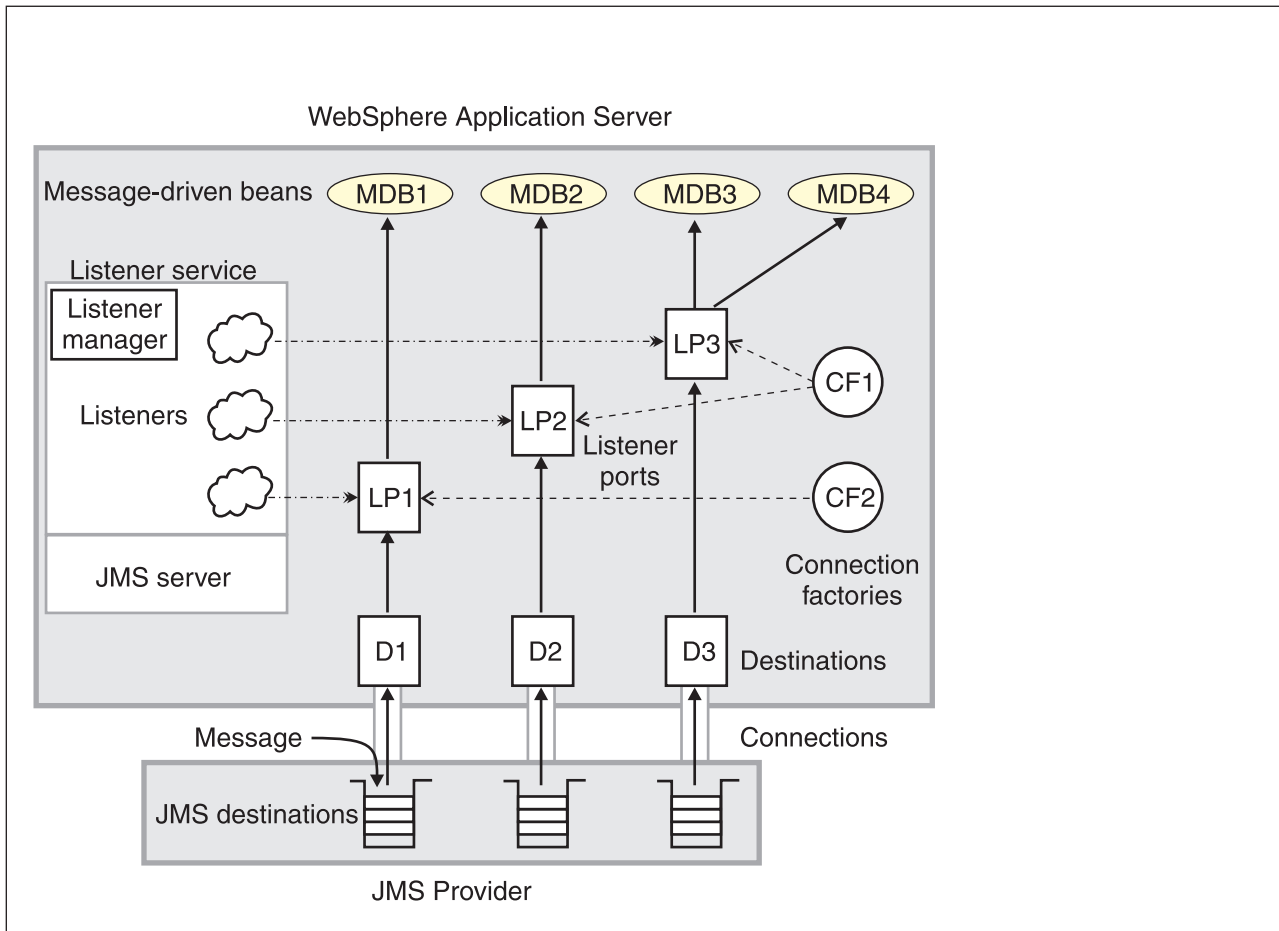 WebSphere Application Server
Message-driven beans
MDB1
MDB2
MDB3
MDB4
Listener service
Listener
manager
LP3
CF1
Listeners
LP2
Listener
ports
LP1
CF2
JMS server
Connection
factories
D1
D2
D3
Destinations
Message
Connections
JMS destinations
JMS Provider